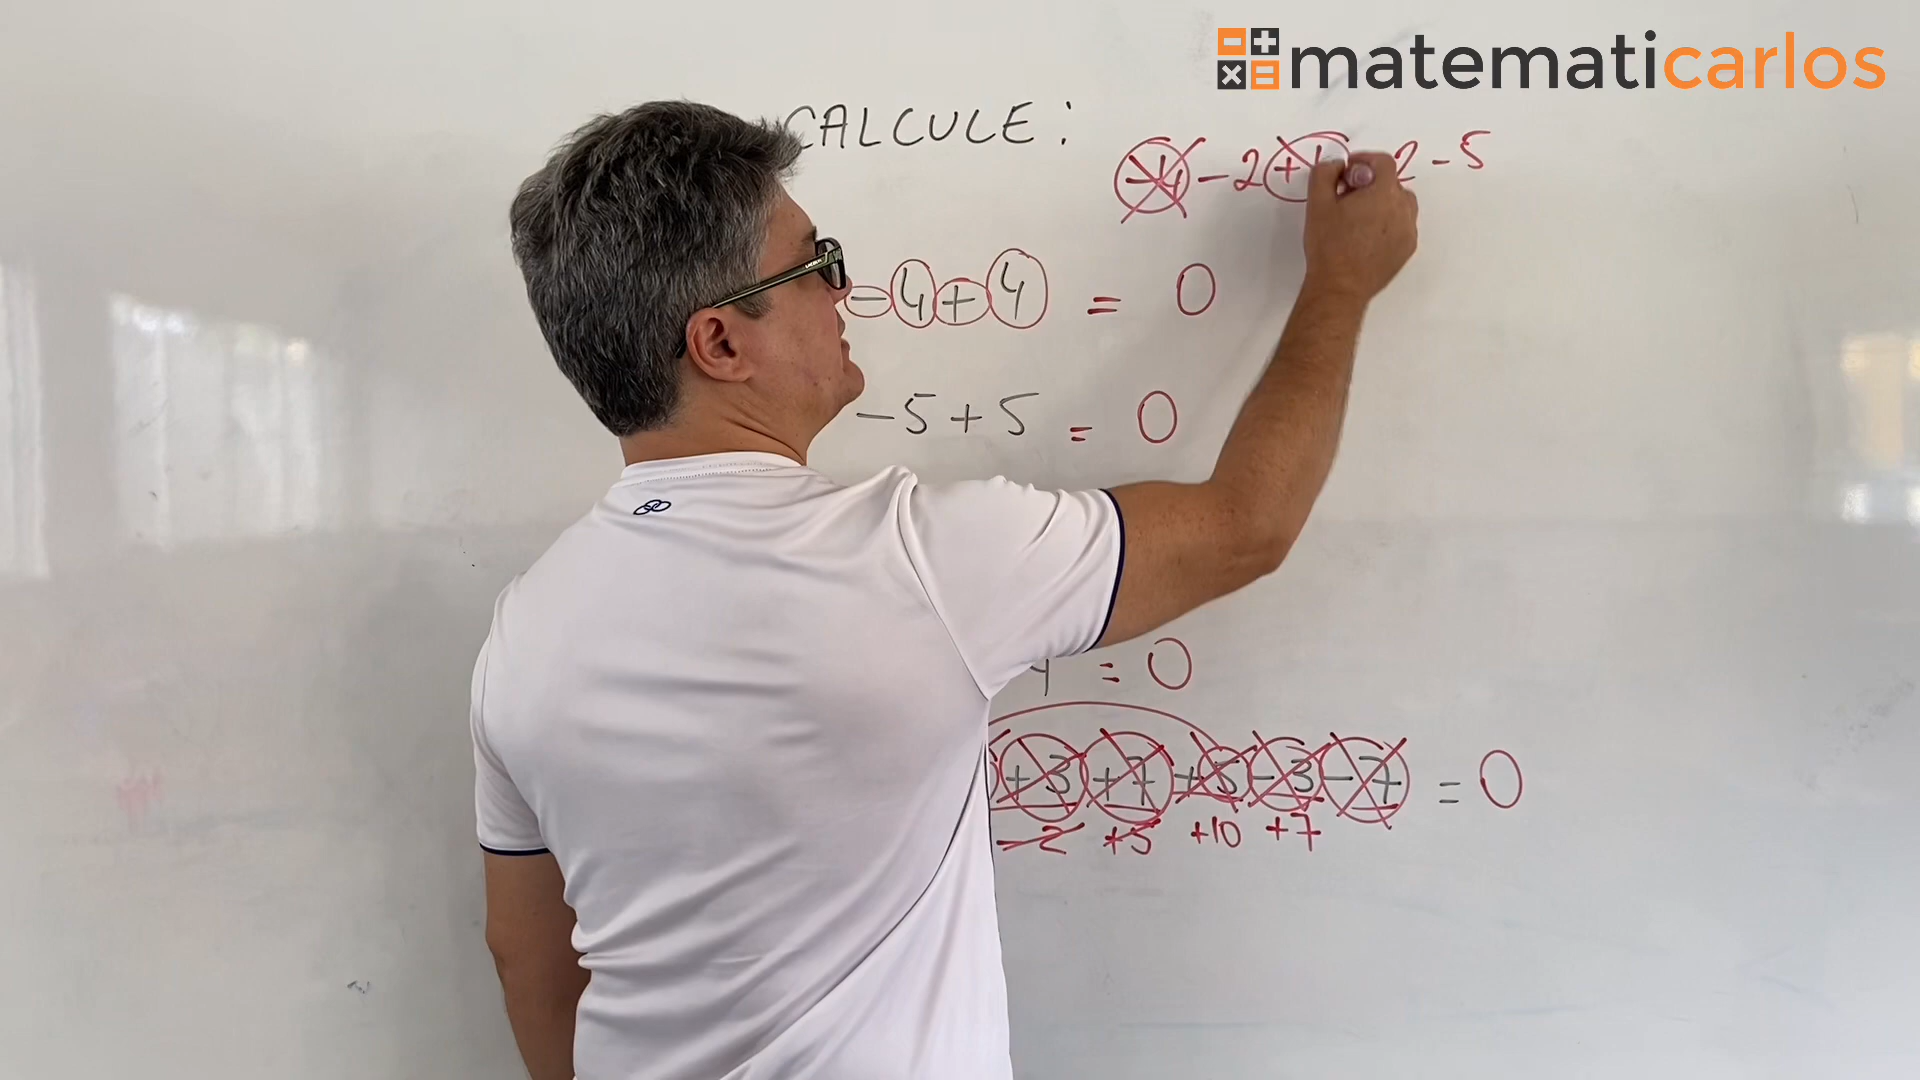 matematicarlos
CALCULE:
-4 - 2 + 2 - 5
-4+4 = 0
-5+5 = 0
4 = 0
+3 +7 +5 -3 -7 = 0
-2 +5 +10 +7